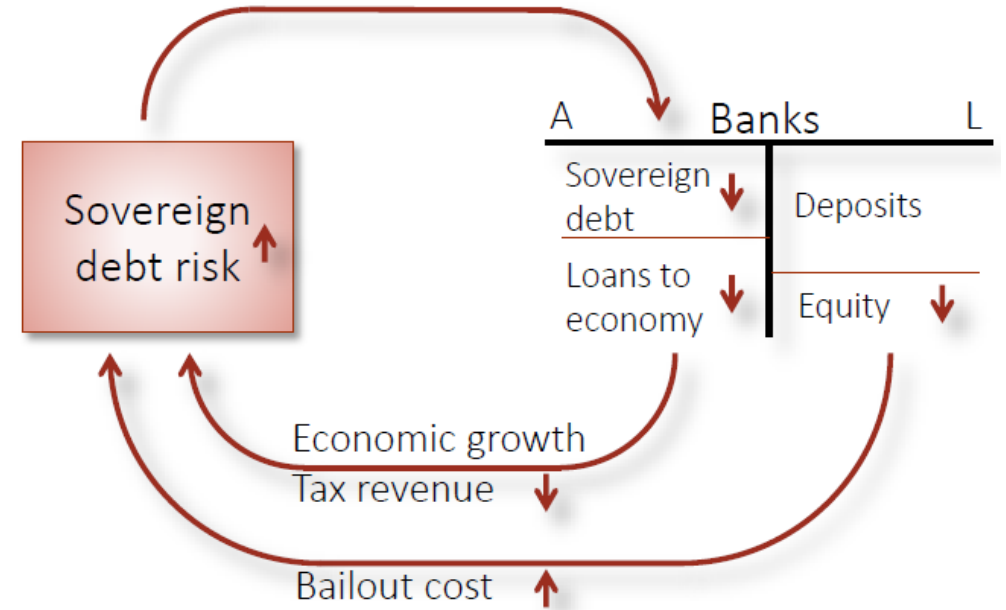 A Banks L
Sovereign
debt
Deposits
Sovereign
debt risk
Loans to
economy
Equity
Economic growth
Tax revenue
Bailout cost